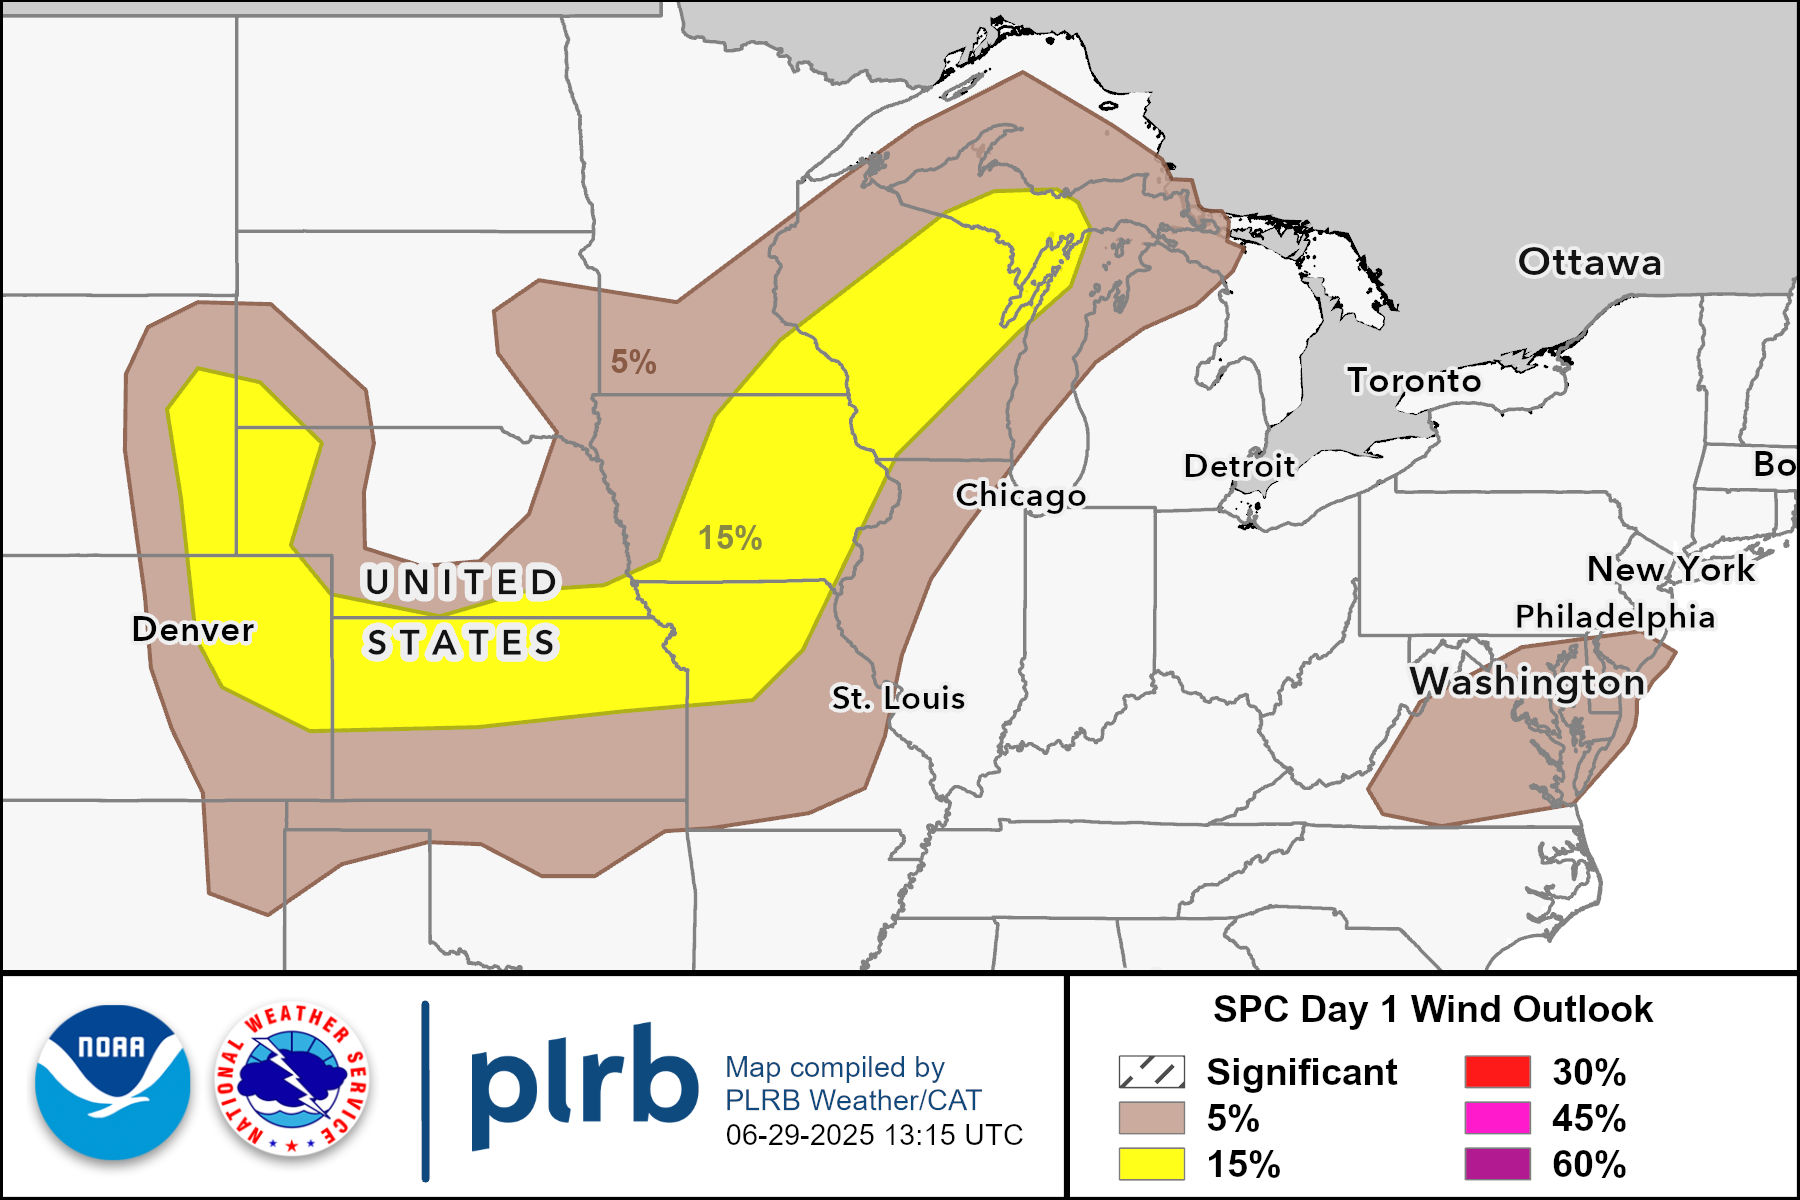 Ottawa
5%
Toronto
Detroit
Bo
Chicago
15%
New York
UNITED
Philadelphia
Denver
STATES
Washington
St. Louis
NOAA
NATIONAL WEATHER SERVICE
plrb
Map compiled by
PLRB Weather/CAT
06-29-2025 13:15 UTC
SPC Day 1 Wind Outlook
Significant
30%
5%
45%
15%
60%